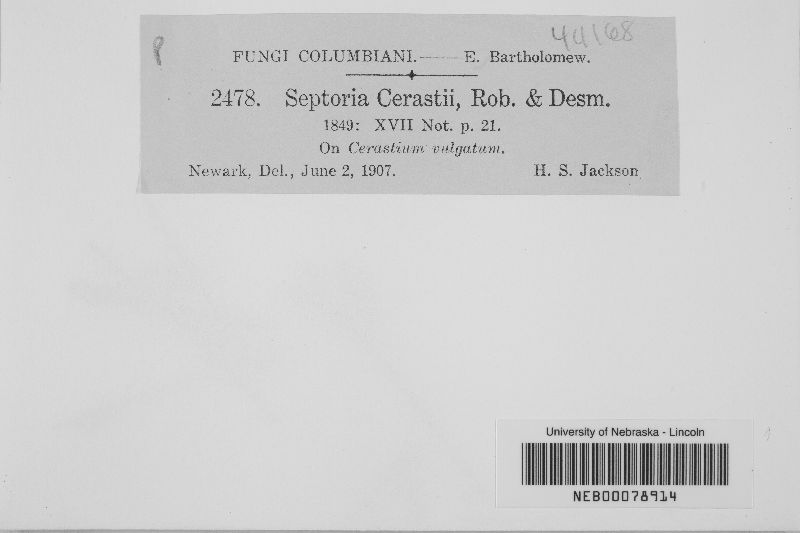 44168
FUNGI COLUMBIANI.—— E. Bartholomew.
2478. Septoria Cerastii, Rob. & Desm.
1849: XVII Not. p. 21.
On Cerastium vulgatum.
Newark, Del., June 2, 1907. H. S. Jackson
University of Nebraska - Lincoln
NEB00078914